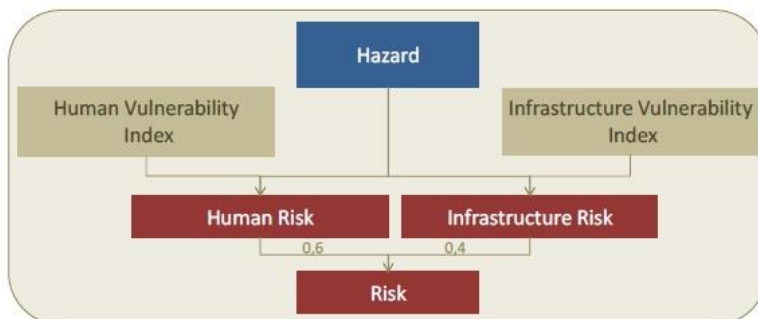 Hazard
Human Vulnerability
Index
Infrastructure Vulnerability
Index
Human Risk
Infrastructure Risk
0,6
0,4
Risk